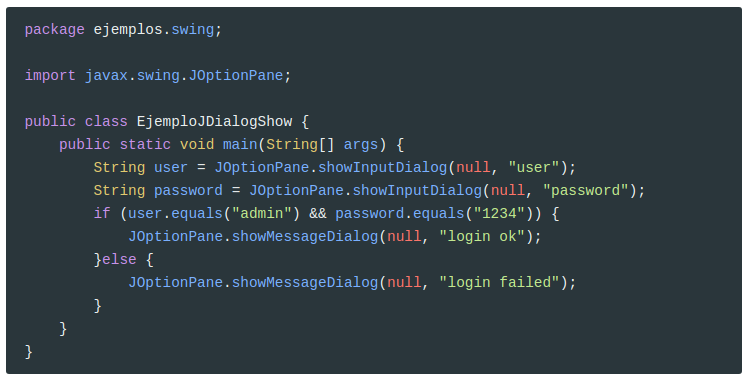 package ejemplos.swing;

import javax.swing.JOptionPane;

public class EjemploJDialogShow {
    public static void main(String[] args) {
        String user = JOptionPane.showInputDialog(null, "user");
        String password = JOptionPane.showInputDialog(null, "password");
        if (user.equals("admin") && password.equals("1234")) {
            JOptionPane.showMessageDialog(null, "login ok");
        }else {
            JOptionPane.showMessageDialog(null, "login failed");
        }
    }
}